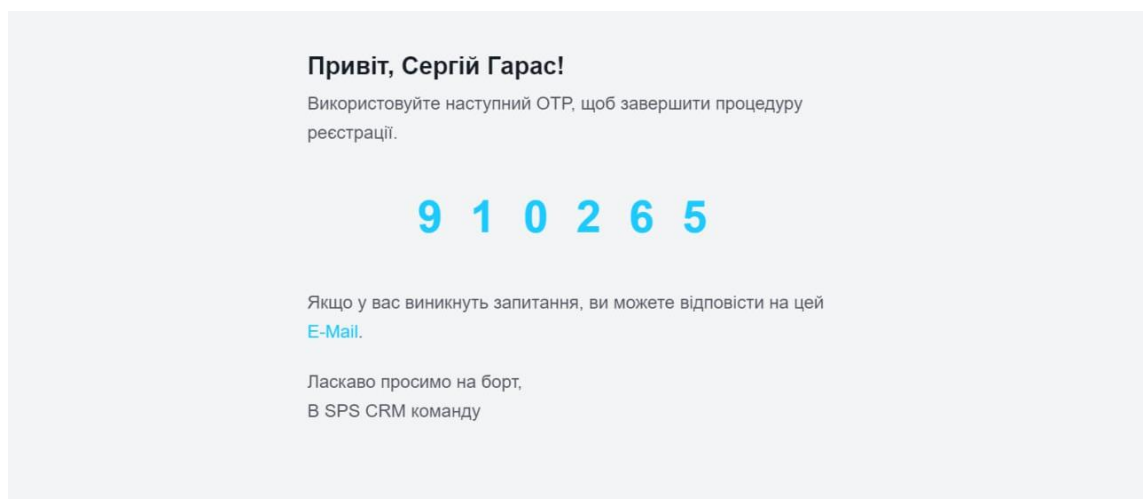 Привіт, Сергій Гарас!
Використовуйте наступний OTP, щоб завершити процедуру
реєстрації.
9 1 0 2 6 5
Якщо у вас виникнуть запитання, ви можете відповісти на цей
E-Mail.
Ласкаво просимо на борт,
В SPS CRM команду